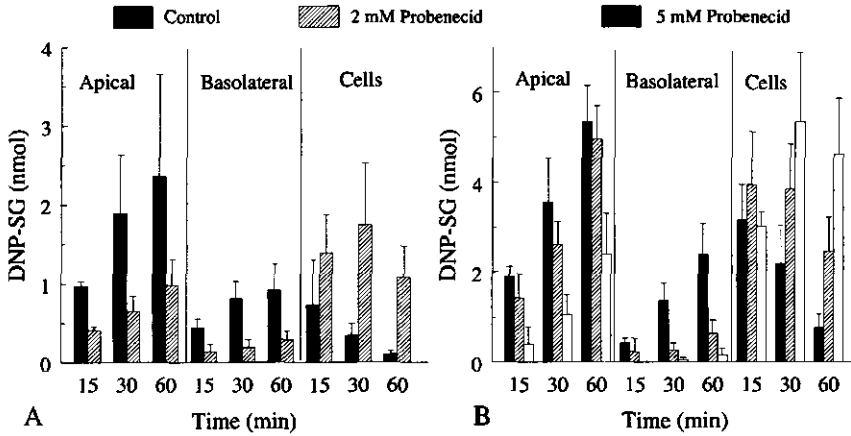 Control 2 mM Probenecid 5 mM Probenecid
4
3
2
1
0
DNP-SG (nmol)
Apical Basolateral Cells
15 30 60 15 30 60 15 30 60
A Time (min)
6
4
2
0
DNP-SG (nmol)
Apical Basolateral Cells
15 30 60 15 30 60 15 30 60
B Time (min)